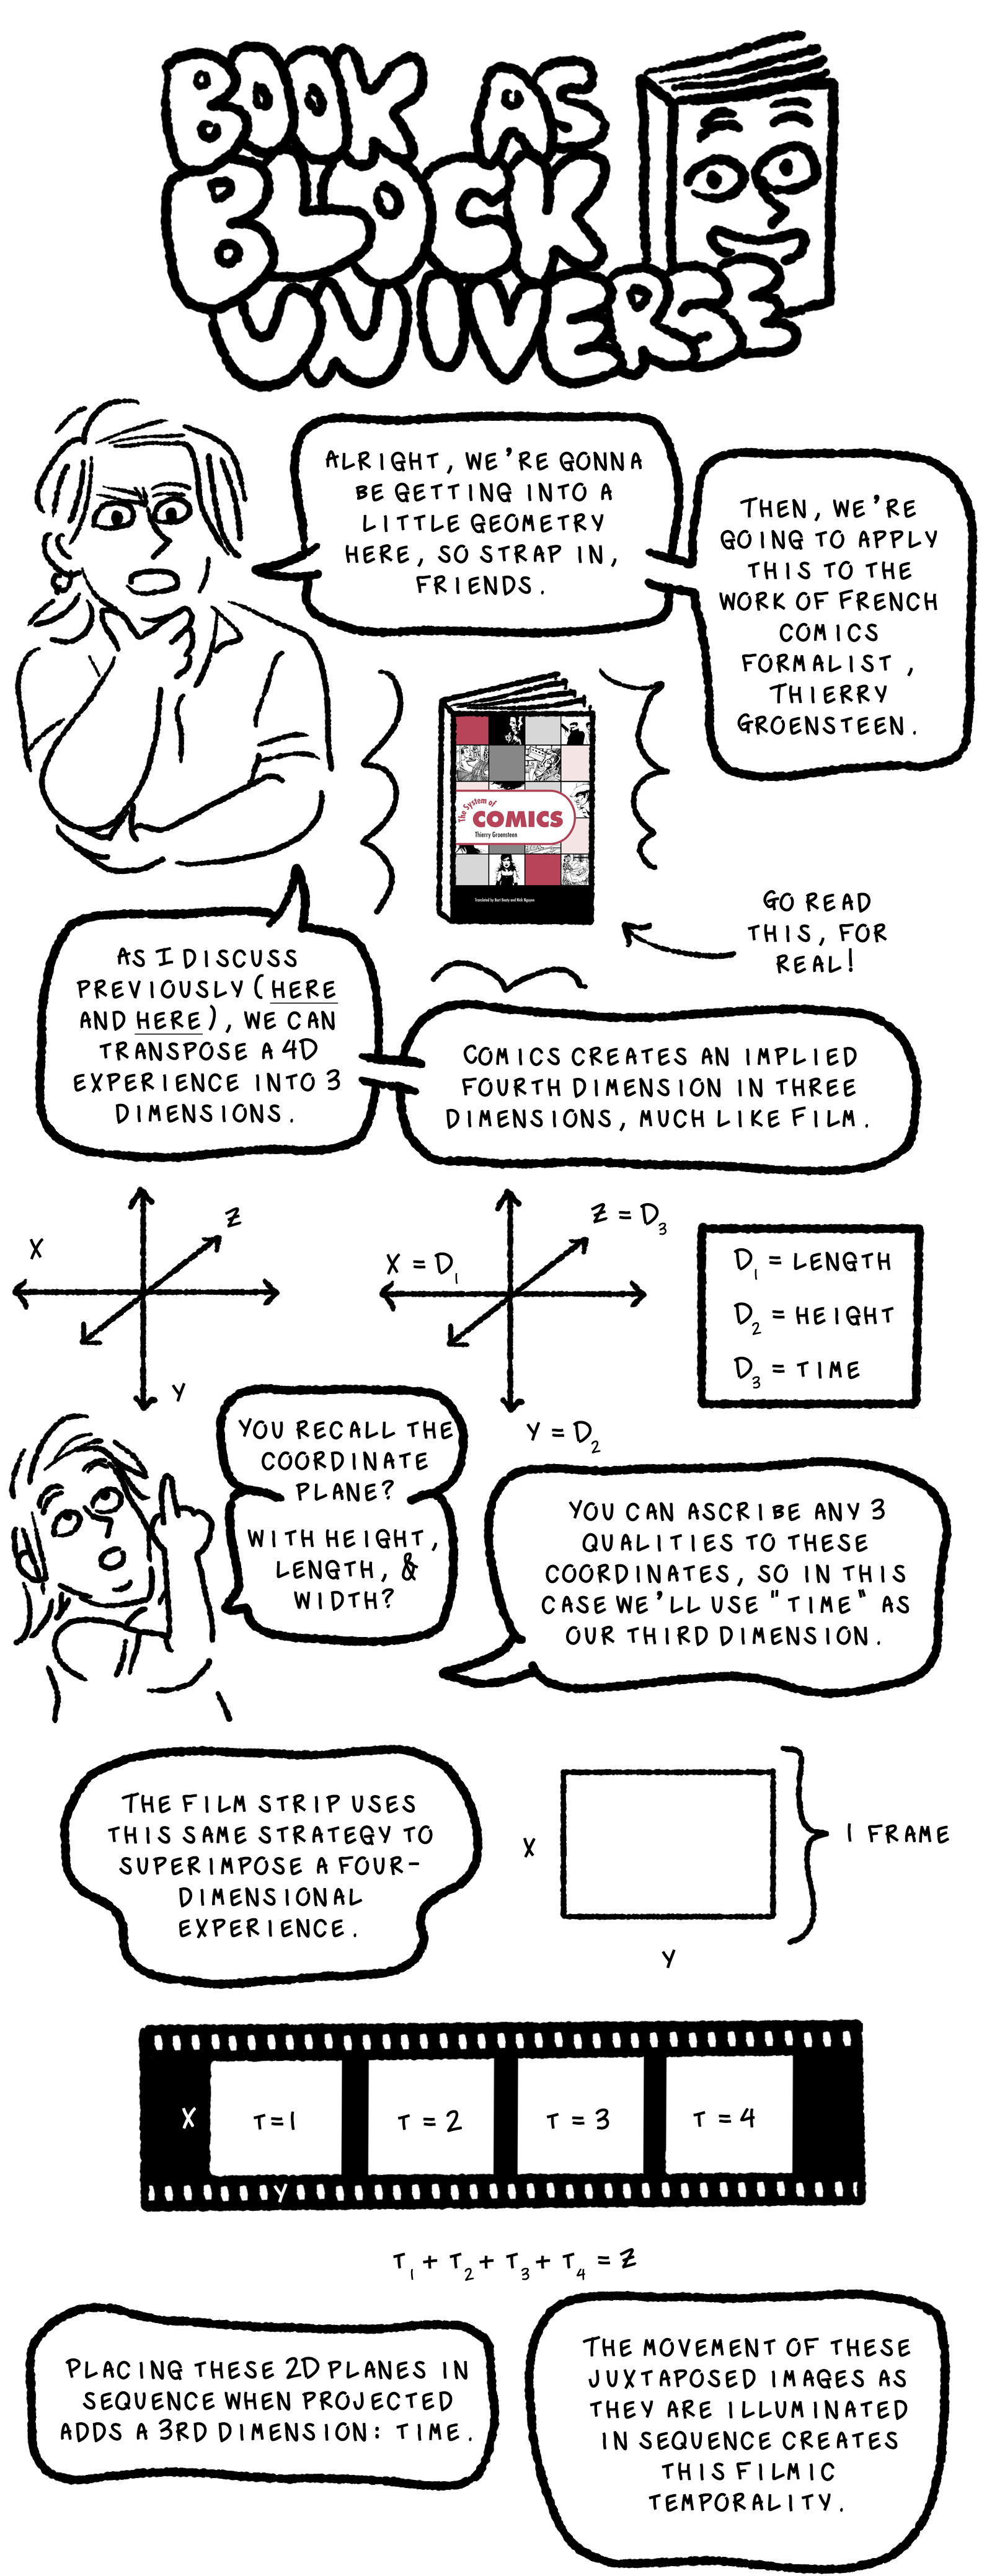 BOOK AS
BLOCK
UNIVERSE
ALRIGHT, WE'RE GONNA
BE GETTING INTO A
LITTLE GEOMETRY
HERE, SO STRAP IN,
FRIENDS.
THEN, WE'RE
GOING TO APPLY
THIS TO THE
WORK OF FRENCH
COMICS
FORMALIST ,
THIERRY
GROENSTEEN.
The System of
COMICS
Thierry Groensteen
Translated by Bart Beaty and Nick Nguyen
GO READ
THIS, FOR
REAL!
AS I DISCUSS
PREVIOUSLY (HERE
AND HERE), WE CAN
TRANSPOSE A 4D
EXPERIENCE INTO 3
DIMENSIONS.
COMICS CREATES AN IMPLIED
FOURTH DIMENSION IN THREE
DIMENSIONS, MUCH LIKE FILM.
X
Z
Y
X = D1
Z = D3
Y = D2
D1 = LENGTH
D2 = HEIGHT
D3 = TIME
YOU RECALL THE
COORDINATE
PLANE?
WITH HEIGHT,
LENGTH, &
WIDTH?
YOU CAN ASCRIBE ANY 3
QUALITIES TO THESE
COORDINATES, SO IN THIS
CASE WE'LL USE "TIME" AS
OUR THIRD DIMENSION.
THE FILM STRIP USES
THIS SAME STRATEGY TO
SUPERIMPOSE A FOUR-
DIMENSIONAL
EXPERIENCE.
X
Y
1 FRAME
X
T=1
T = 2
T = 3
T = 4
Y
T1 + T2 + T3 + T4 = Z
PLACING THESE 2D PLANES IN
SEQUENCE WHEN PROJECTED
ADDS A 3RD DIMENSION: TIME.
THE MOVEMENT OF THESE
JUXTAPOSED IMAGES AS
THEY ARE ILLUMINATED
IN SEQUENCE CREATES
THIS FILMIC
TEMPORALITY.